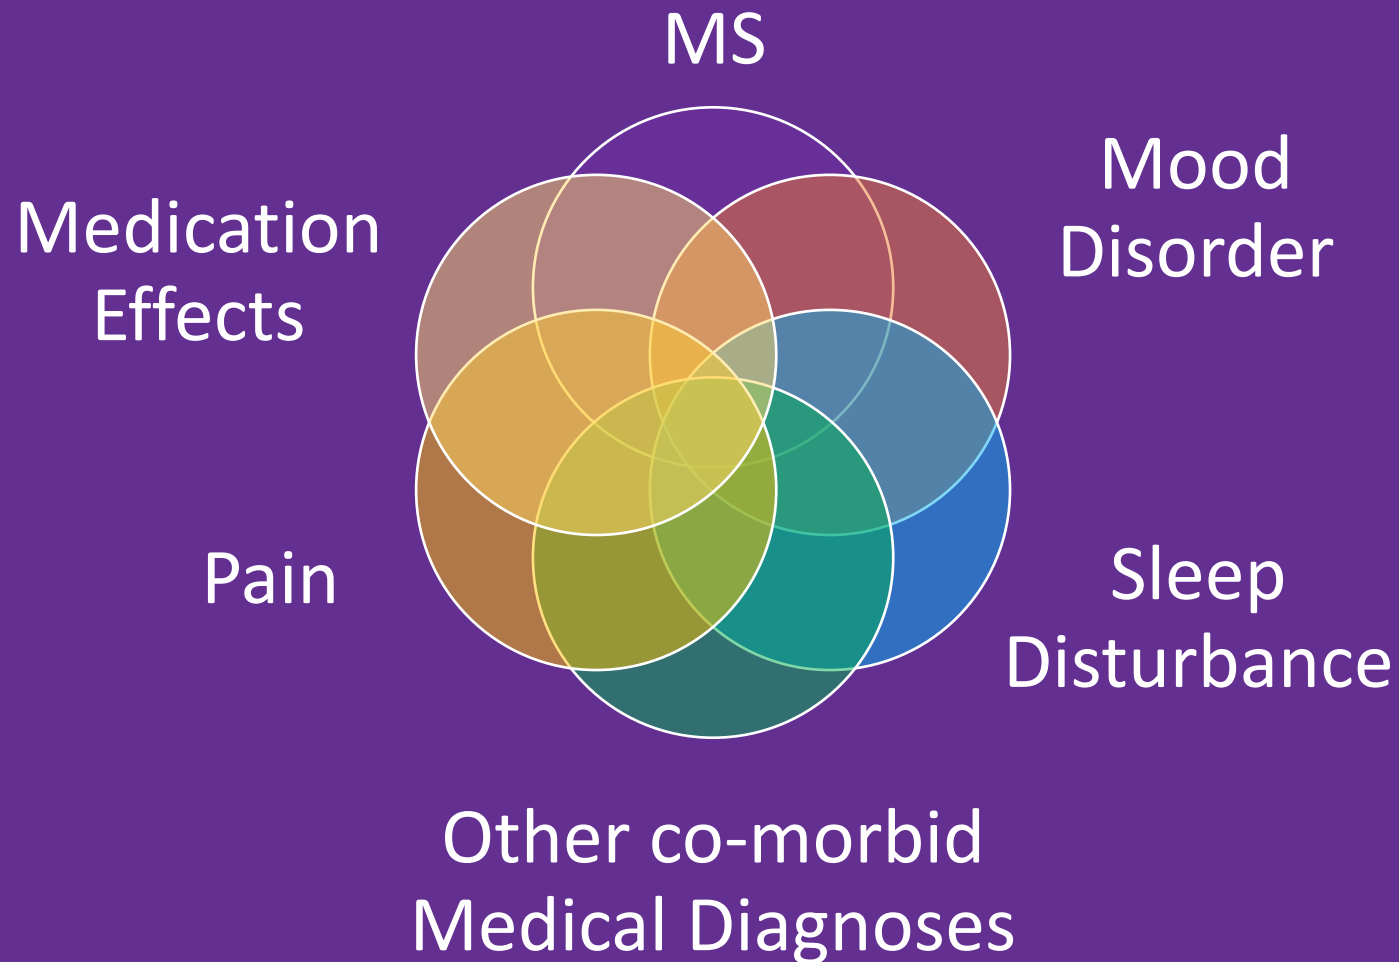 MS
Mood
Disorder
Medication
Effects
Pain
Sleep
Disturbance
Other co-morbid
Medical Diagnoses